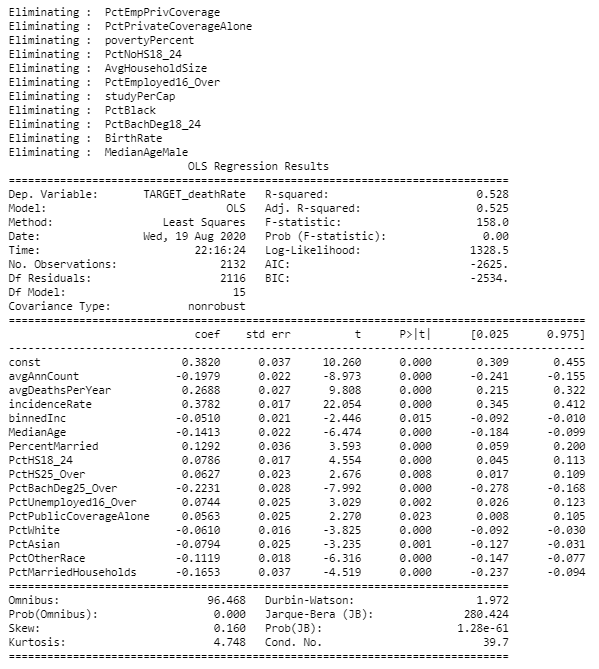 Eliminating :  PctEmpPrivCoverage
Eliminating :  PctPrivateCoverageAlone
Eliminating :  povertyPercent
Eliminating :  PctNoHS18_24
Eliminating :  AvgHouseholdSize
Eliminating :  PctEmployed16_Over
Eliminating :  studyPerCap
Eliminating :  PctBlack
Eliminating :  PctBachDeg18_24
Eliminating :  BirthRate
Eliminating :  MedianAgeMale
                            OLS Regression Results
==============================================================================
Dep. Variable:       TARGET_deathRate   R-squared:                       0.528
Model:                            OLS   Adj. R-squared:                  0.525
Method:                 Least Squares   F-statistic:                     158.0
Date:                Wed, 19 Aug 2020   Prob (F-statistic):               0.00
Time:                        22:16:24   Log-Likelihood:                 1328.5
No. Observations:                2132   AIC:                            -2625.
Df Residuals:                    2116   BIC:                            -2534.
Df Model:                          15
Covariance Type:            nonrobust
==========================================================================================
                             coef    std err          t      P>|t|      [0.025      0.975]
------------------------------------------------------------------------------------------
const                      0.3820      0.037     10.260      0.000       0.309       0.455
avgAnnCount               -0.1979      0.022     -8.973      0.000      -0.241      -0.155
avgDeathsPerYear           0.2688      0.027      9.808      0.000       0.215       0.322
incidenceRate              0.3782      0.017     22.054      0.000       0.345       0.412
binnedInc                 -0.0510      0.021     -2.446      0.015      -0.092      -0.010
MedianAge                 -0.1413      0.022     -6.474      0.000      -0.184      -0.099
PercentMarried             0.1292      0.036      3.593      0.000       0.059       0.200
PctHS18_24                 0.0786      0.017      4.554      0.000       0.045       0.113
PctHS25_Over               0.0627      0.023      2.676      0.008       0.017       0.109
PctBachDeg25_Over         -0.2231      0.028     -7.992      0.000      -0.278      -0.168
PctUnemployed16_Over       0.0744      0.025      3.029      0.002       0.026       0.123
PctPublicCoverageAlone     0.0563      0.025      2.270      0.023       0.008       0.105
PctWhite                  -0.0610      0.016     -3.825      0.000      -0.092      -0.030
PctAsian                  -0.0794      0.025     -3.235      0.001      -0.127      -0.031
PctOtherRace              -0.1119      0.018     -6.316      0.000      -0.147      -0.077
PctMarriedHouseholds      -0.1653      0.037     -4.519      0.000      -0.237      -0.094
==============================================================================
Omnibus:                       96.468   Durbin-Watson:                   1.972
Prob(Omnibus):                  0.000   Jarque-Bera (JB):              280.424
Skew:                           0.160   Prob(JB):                     1.28e-61
Kurtosis:                       4.748   Cond. No.                         39.7
==============================================================================